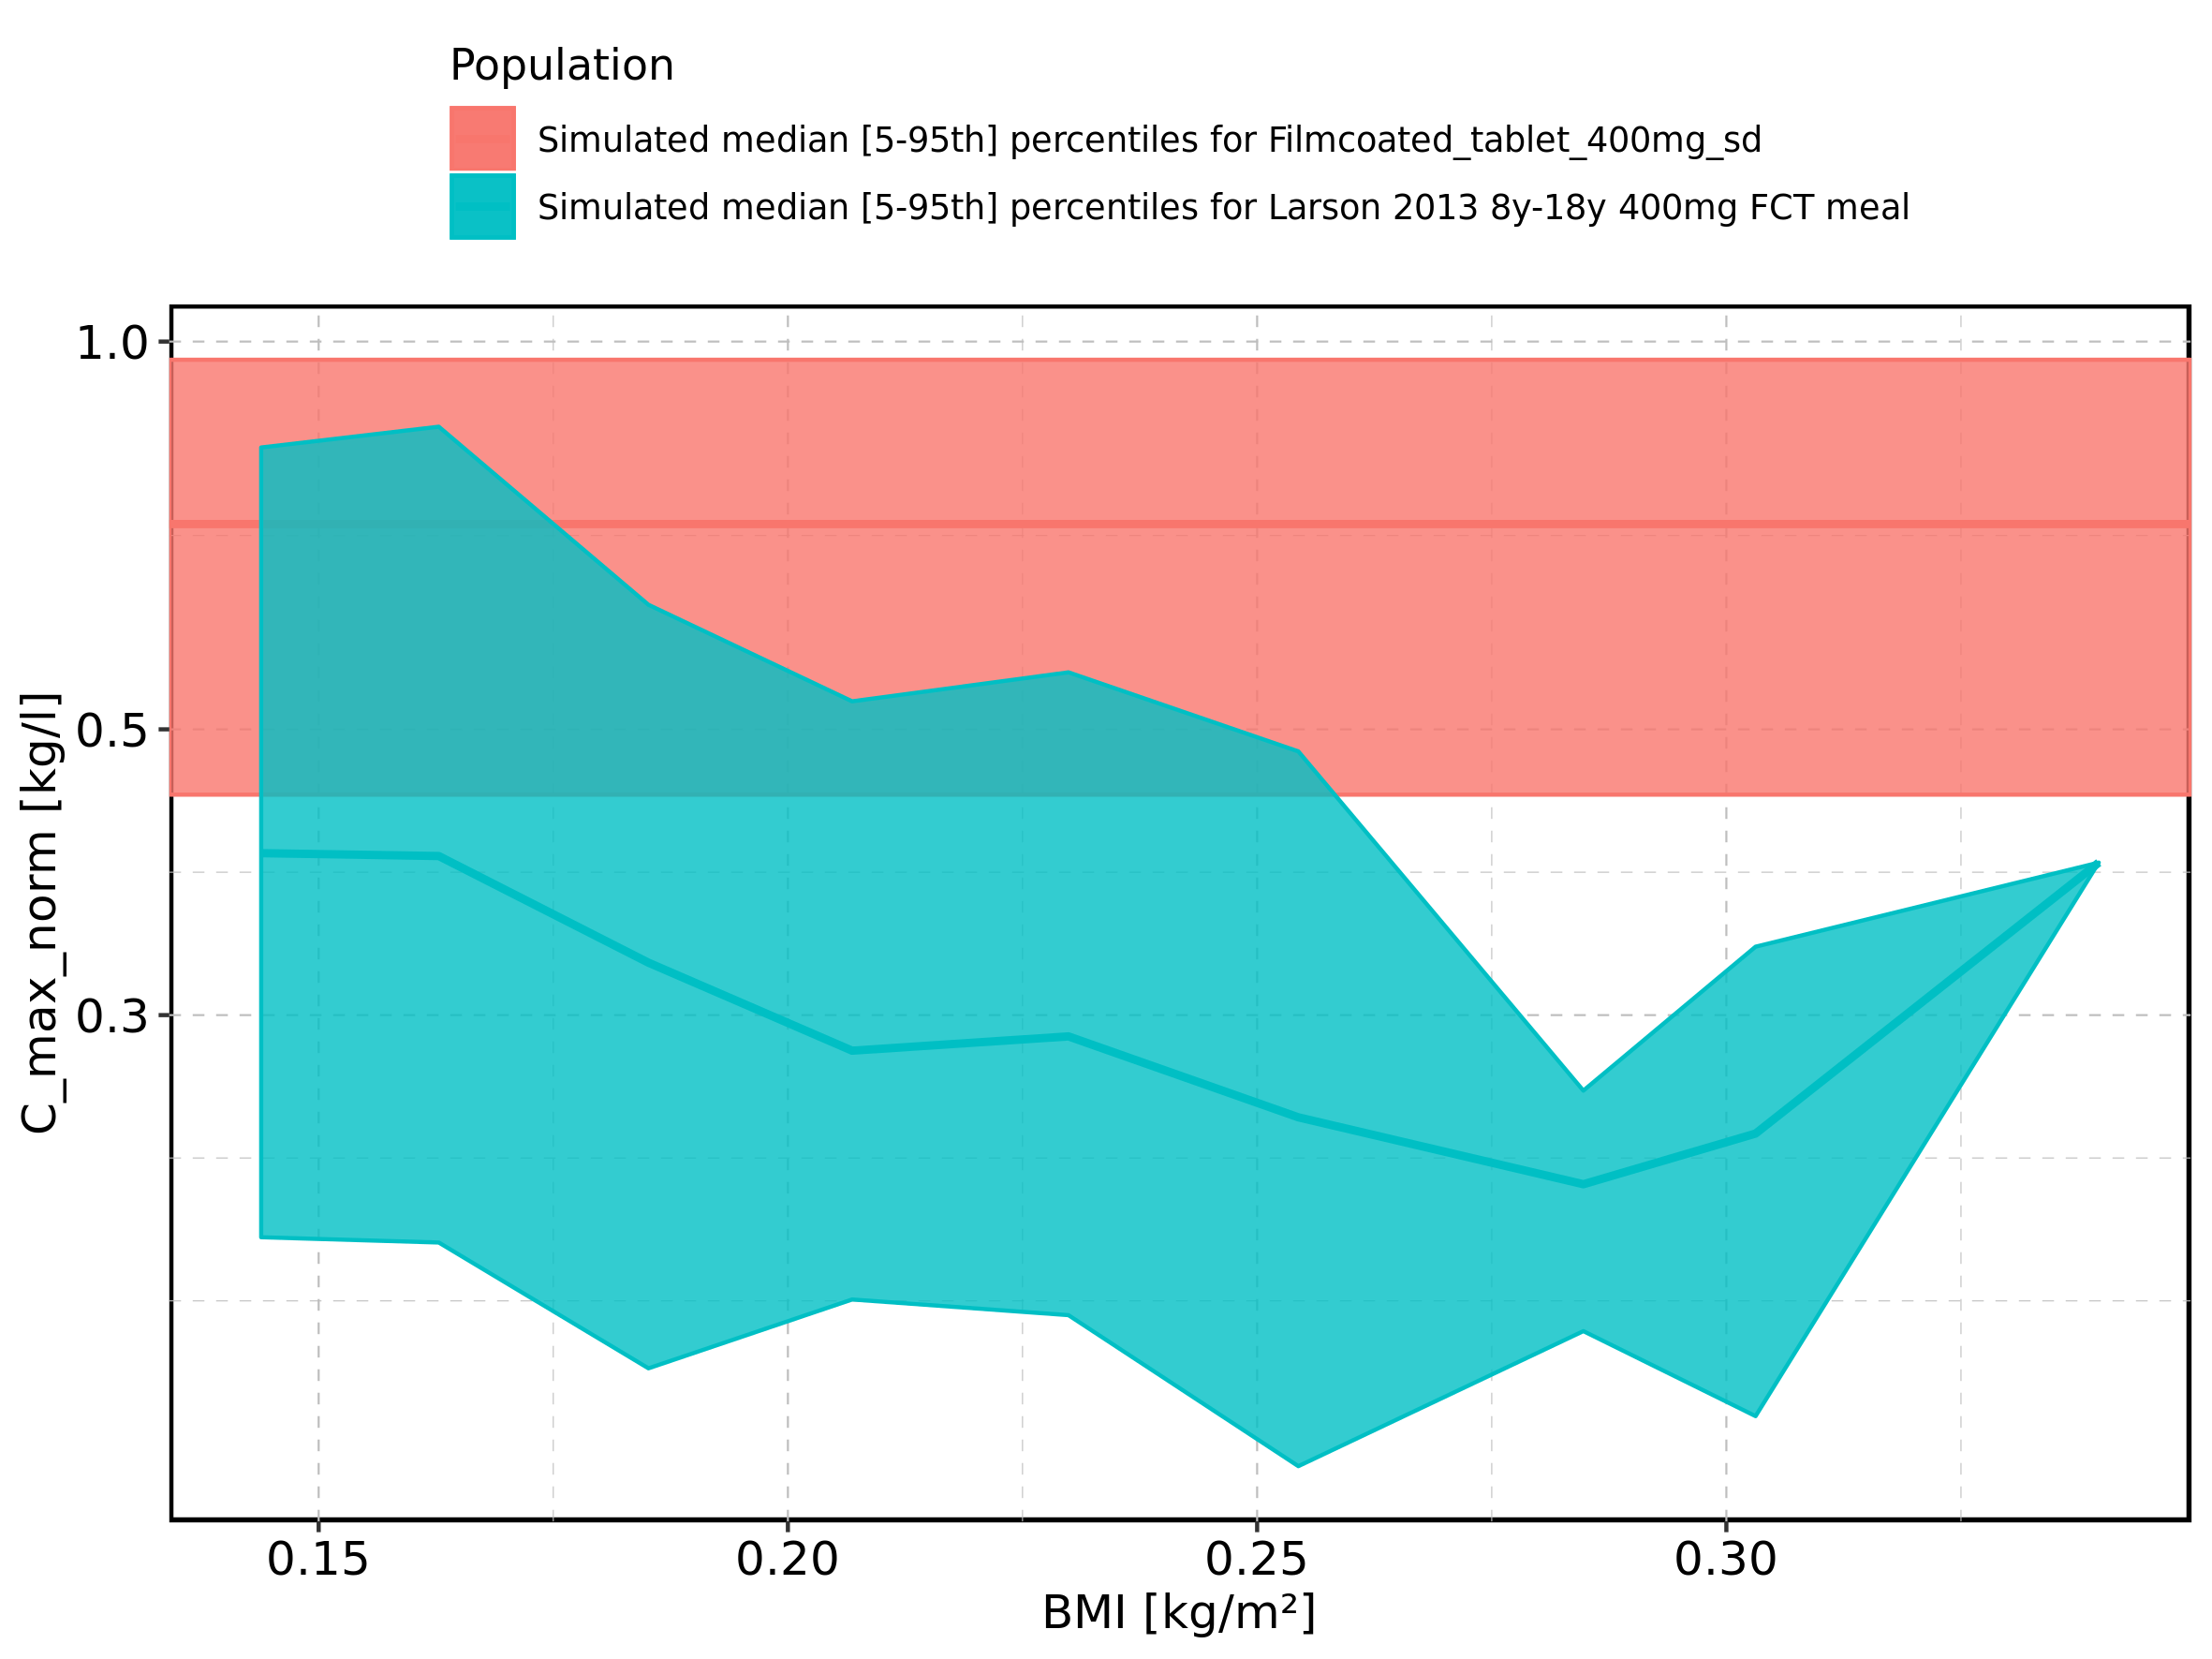 Population
Simulated median [5-95th] percentiles for Filmcoated_tablet_400mg_sd
Simulated median [5-95th] percentiles for Larson 2013 8y-18y 400mg FCT meal
1.0
0.5
0.3
C_max_norm [kg/l]
0.15 0.20 0.25 0.30
BMI [kg/m²]